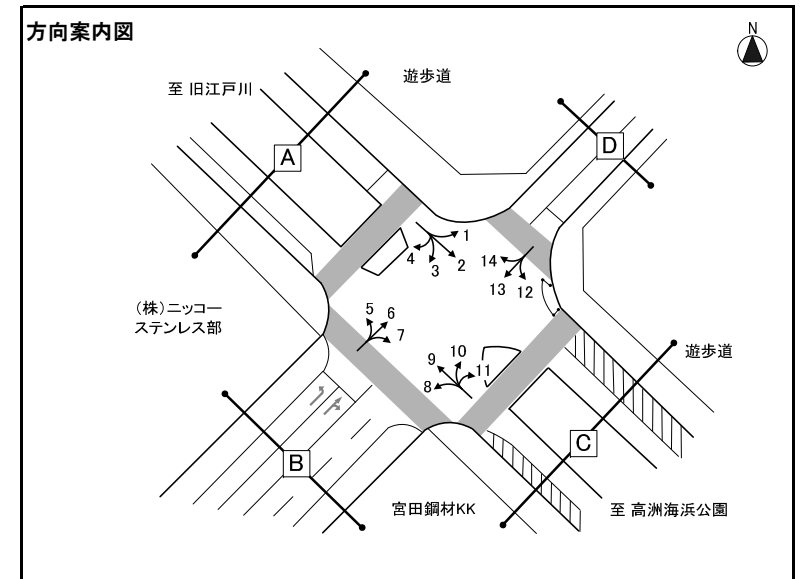 方向案内図
N
遊歩道
至 旧江戸川
A
D
1
2
3
4
14
13
12
(株)ニッコー
ステンレス部
5
6
7
8
9
10
11
遊歩道
B
C
宮田鋼材KK
至 高洲海浜公園